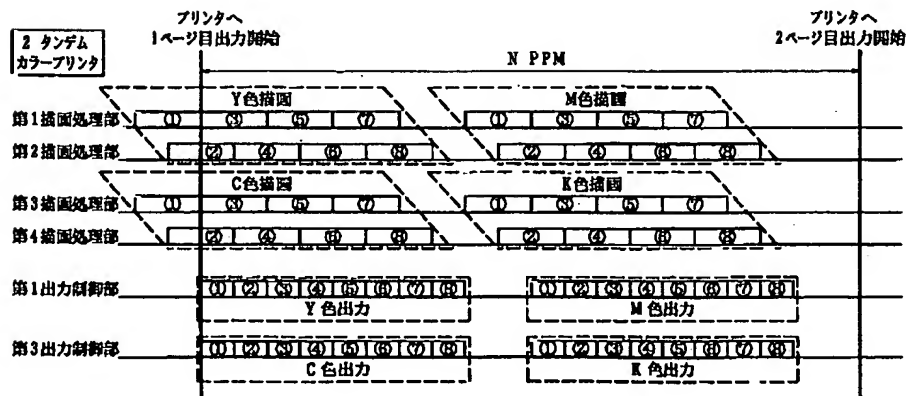 プリンタへ
1ページ目出力開始
プリンタへ
2ページ目出力開始
2 タンデム
カラープリンタ
N PPM
Y色描画
M色描画
第1描画処理部
① ③ ⑤ ⑦ ① ③ ⑤ ⑦
第2描画処理部
② ④ ⑥ ⑧ ② ④ ⑥ ⑧
C色描画
K色描画
第3描画処理部
① ③ ⑤ ⑦ ① ③ ⑤ ⑦
第4描画処理部
② ④ ⑥ ⑧ ② ④ ⑥ ⑧
第1出力制御部
① ② ③ ④ ⑤ ⑥ ⑦ ⑧ ① ② ③ ④ ⑤ ⑥ ⑦ ⑧
Y色出力
M色出力
第3出力制御部
① ② ③ ④ ⑤ ⑥ ⑦ ⑧ ① ② ③ ④ ⑤ ⑥ ⑦ ⑧
C色出力
K色出力